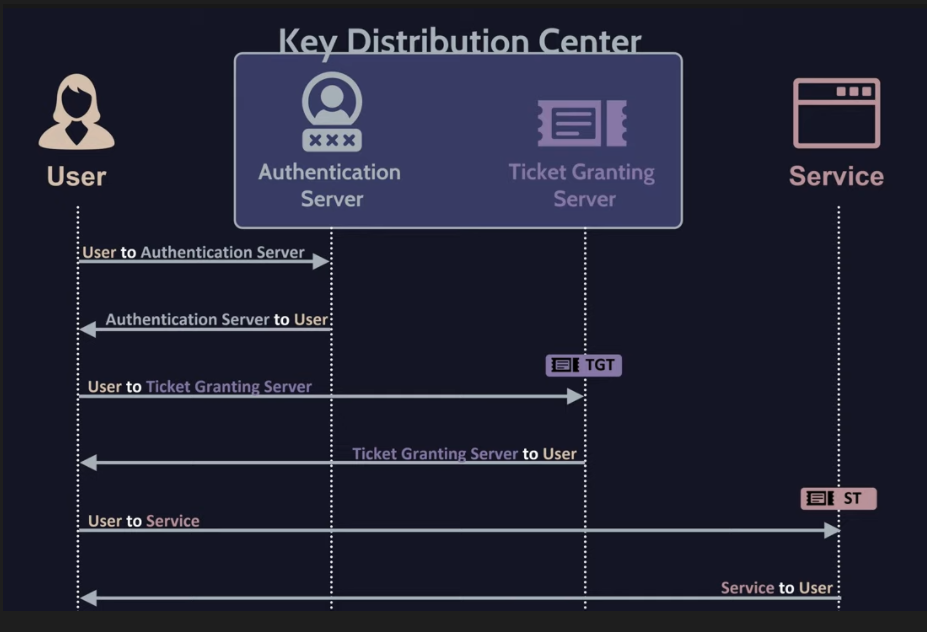 Key Distribution Center
User
Authentication
Server
Ticket Granting
Server
Service
User to Authentication Server
Authentication Server to User
TGT
User to Ticket Granting Server
Ticket Granting Server to User
ST
User to Service
Service to User